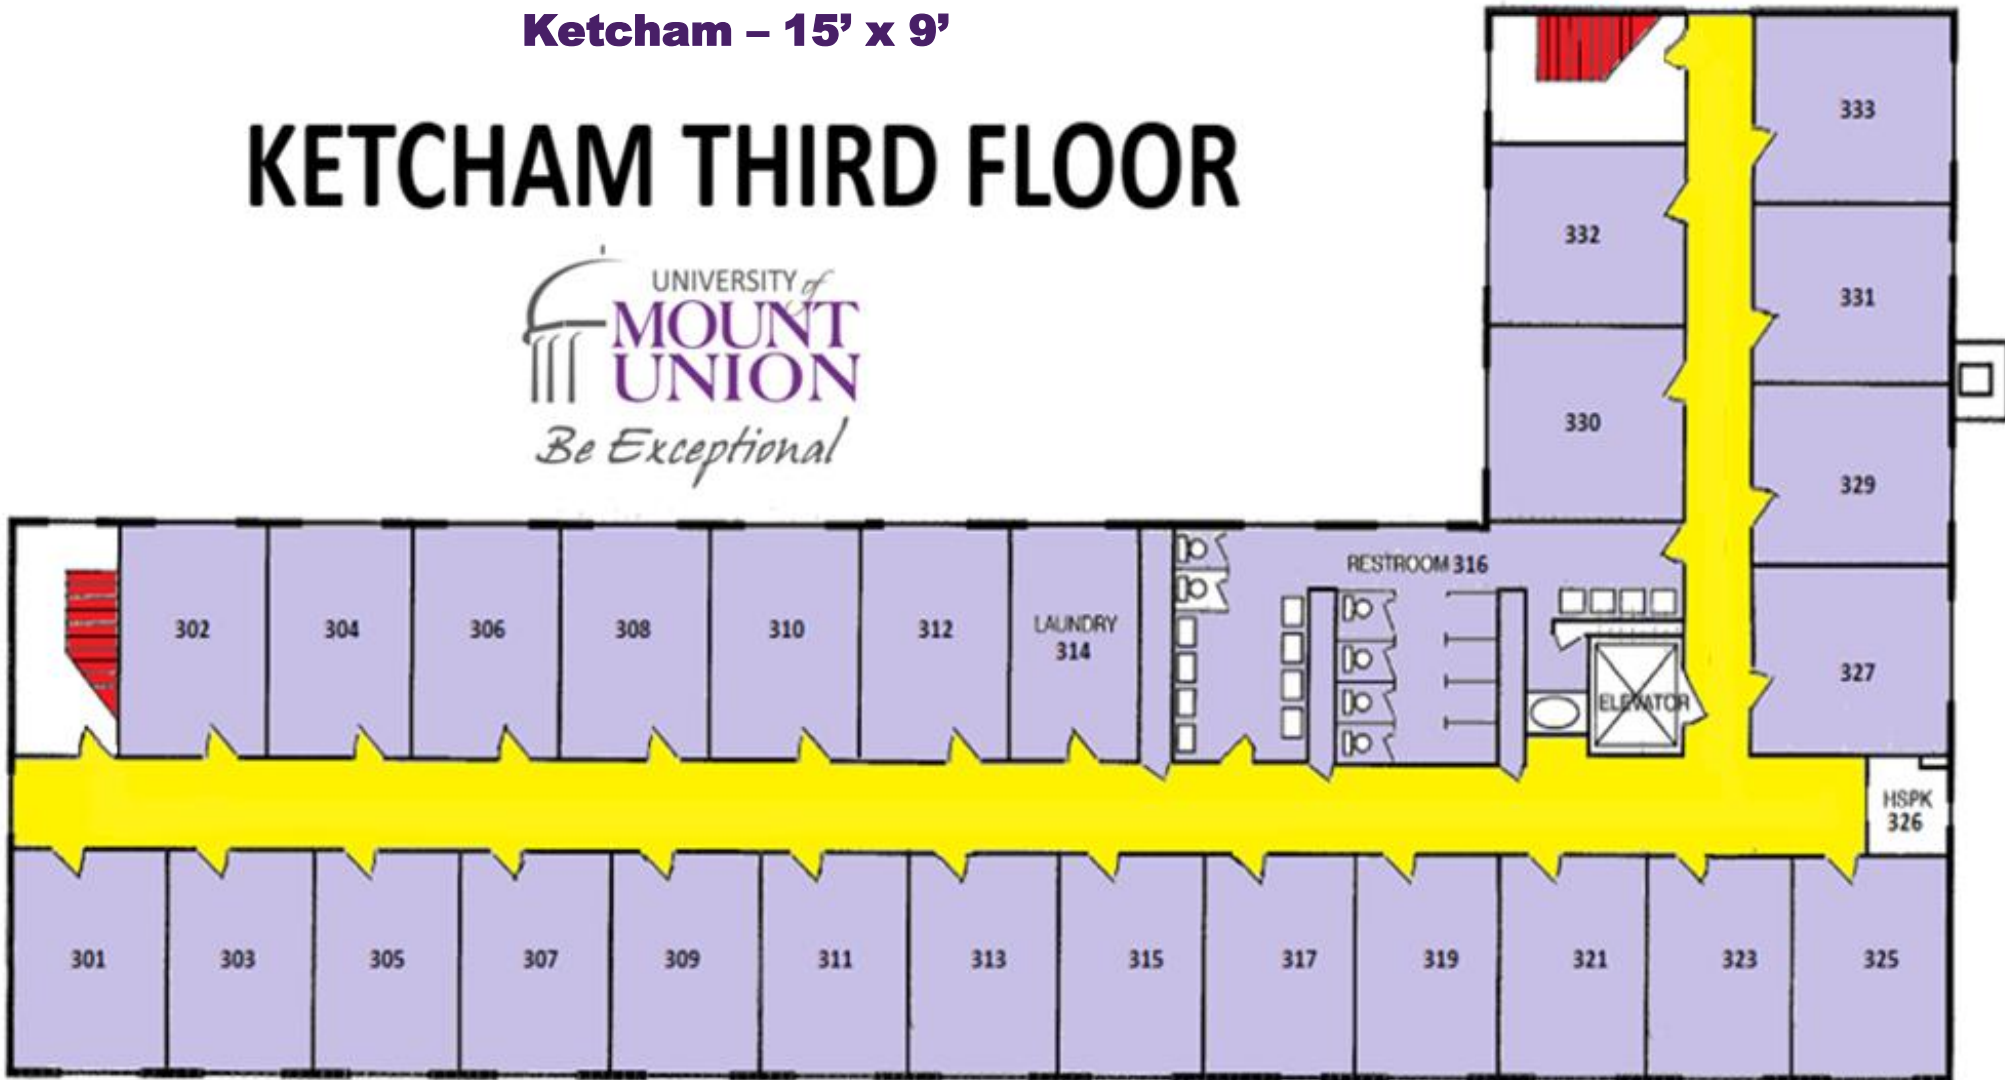 Ketcham – 15’ x 9’
KETCHAM THIRD FLOOR
UNIVERSITY of
MOUNT
UNION
Be Exceptional
333
332
331
330
329
327
RESTROOM 316
ELEVATOR
HSPK
326
302
304
306
308
310
312
LAUNDRY
314
301
303
305
307
309
311
313
315
317
319
321
323
325